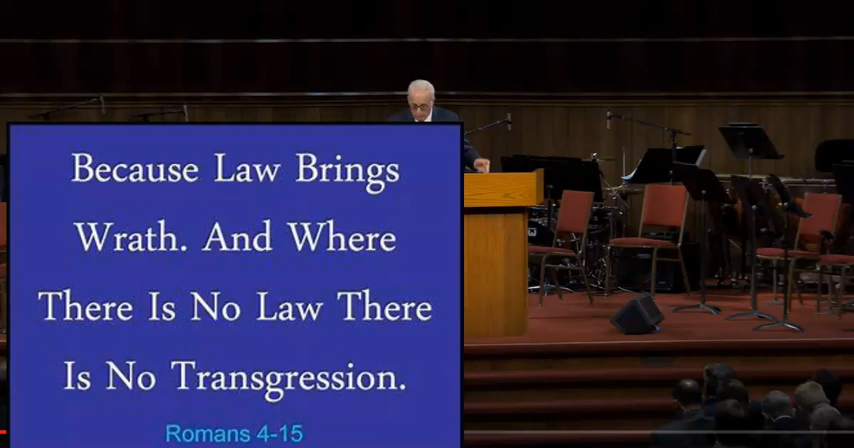 Because Law Brings
Wrath. And Where
There Is No Law There
Is No Transgression.
Romans 4-15